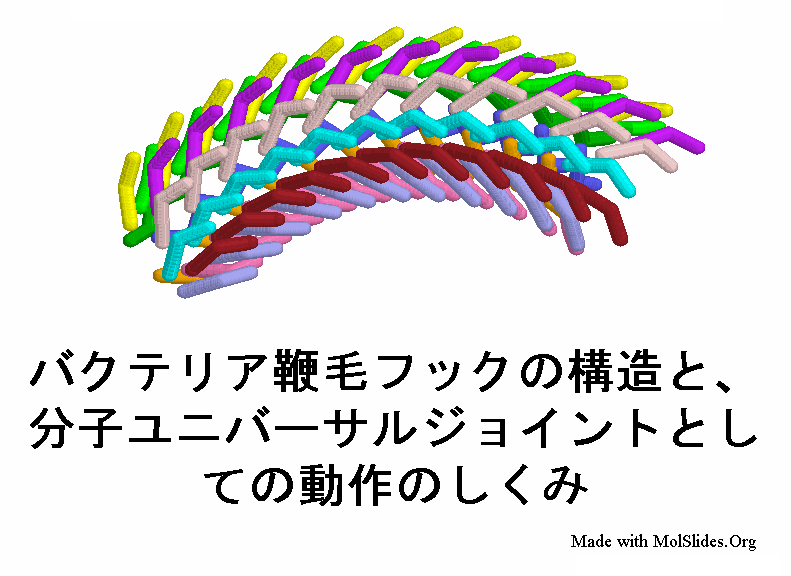 バクテリア鞭毛フックの構造と、
分子ユニバーサルジョイントとし
ての動作のしくみ
Made with MolSlides.Org